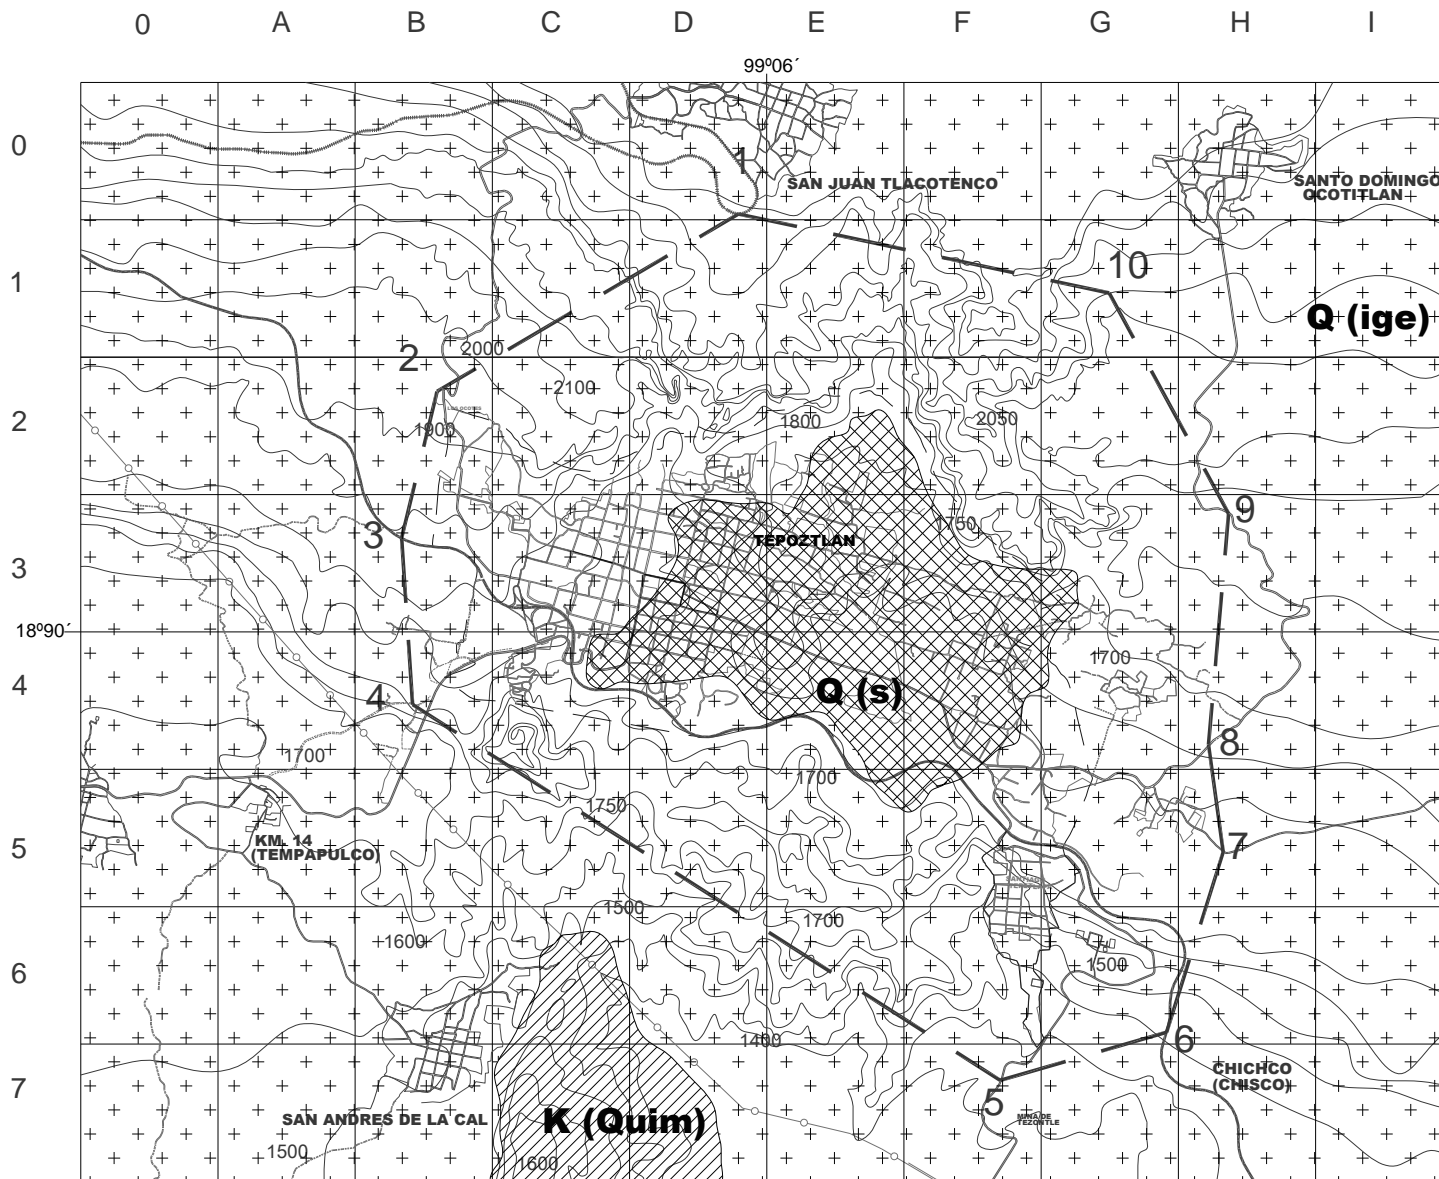 0 A B C D E F G H I
99º06´
0
1
SAN JUAN TLACOTENCO
SANTO DOMINGO
OCOTITLAN
10
1
Q (ige)
2
2000
2100
2
1900
1800
2050
9
3
1750
TEPOZTLAN
3
18º90´
1700
4
4
Q (s)
8
1700
1700
1750
KM. 14
(TEMPAPULCO)
5
7
1500
1700
1600
6
1500
1400
6
CHICHCO
(CHISCO)
7
5
MINA DE
TEZONTLE
SAN ANDRES DE LA CAL
K (Quim)
1500
1600